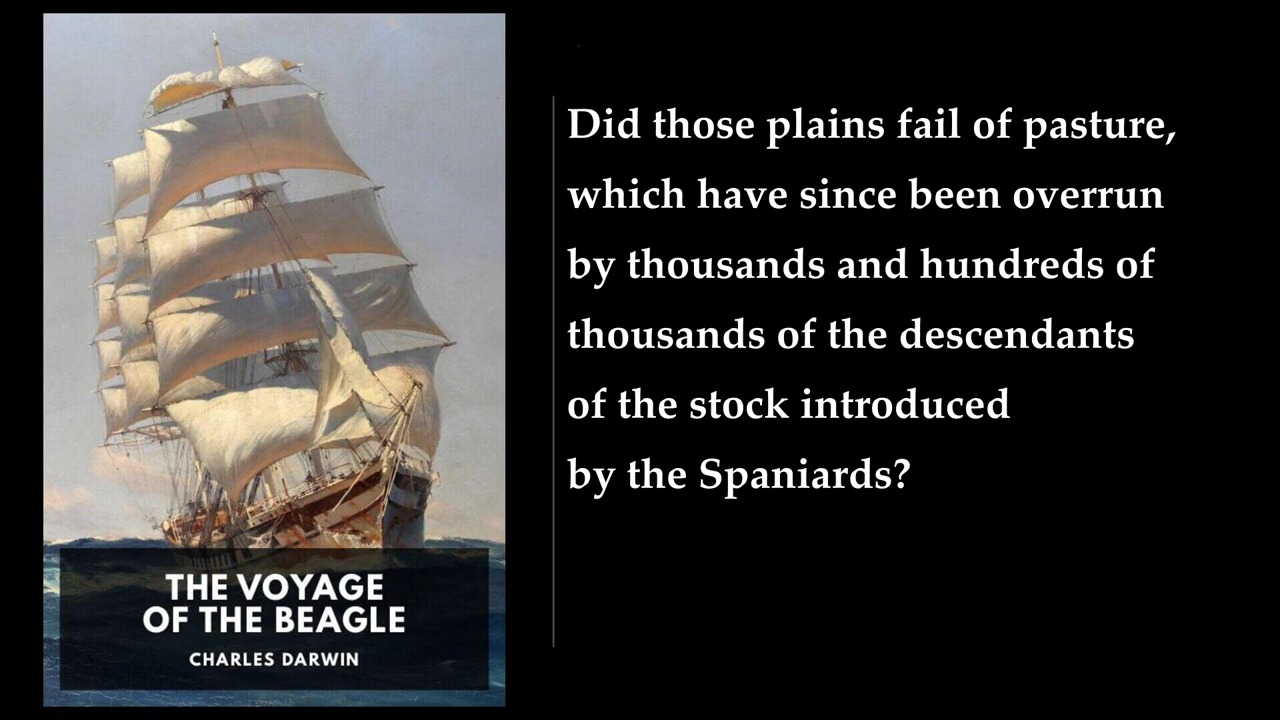 THE VOYAGE
OF THE BEAGLE
CHARLES DARWIN
Did those plains fail of pasture,
which have since been overrun
by thousands and hundreds of
thousands of the descendants
of the stock introduced
by the Spaniards?